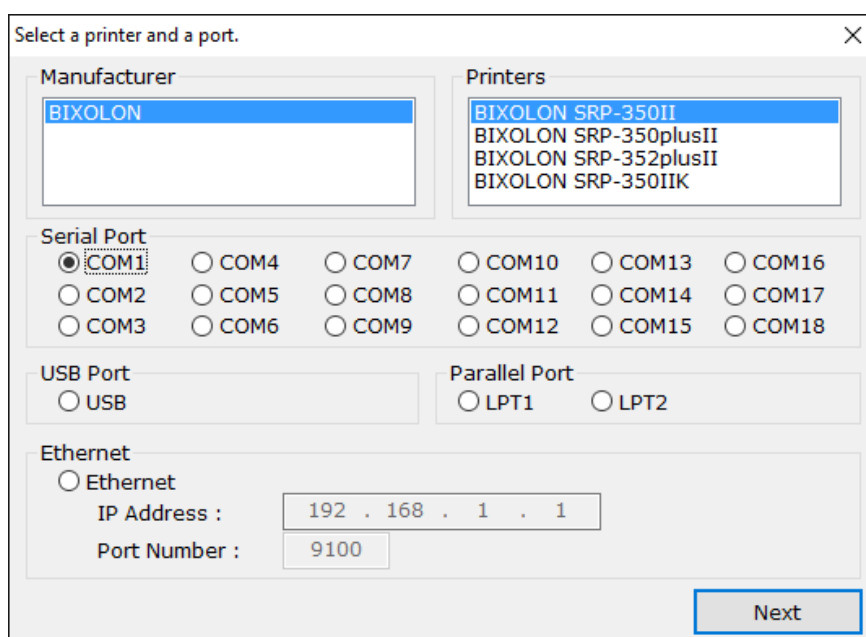 Select a printer and a port.
Manufacturer
BIXOLON
Printers
BIXOLON SRP-350II
BIXOLON SRP-350plusII
BIXOLON SRP-352plusII
BIXOLON SRP-350IIK
Serial Port
COM1 COM4 COM7 COM10 COM13 COM16
COM2 COM5 COM8 COM11 COM14 COM17
COM3 COM6 COM9 COM12 COM15 COM18
USB Port
USB
Parallel Port
LPT1 LPT2
Ethernet
Ethernet
IP Address : 192 . 168 . 1 . 1
Port Number : 9100
Next